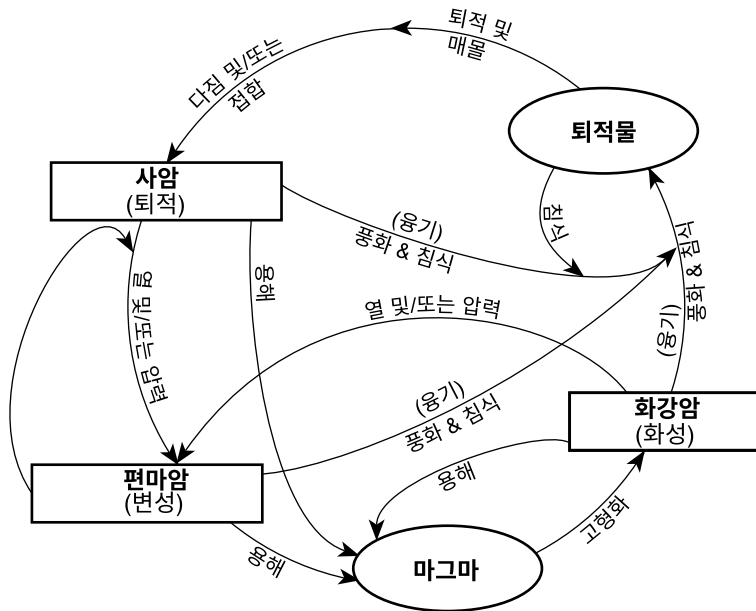 퇴적 및
매몰
다짐 및/또는
접합
퇴적물
사암
(퇴적)
침식
(융기)
풍화 & 침식
(융기)
풍화 & 침식
용해
열 및/또는 압력
열 및/또는 압력
(융기)
풍화 & 침식
화강암
(화성)
편마암
(변성)
용해
고형화
용해
마그마